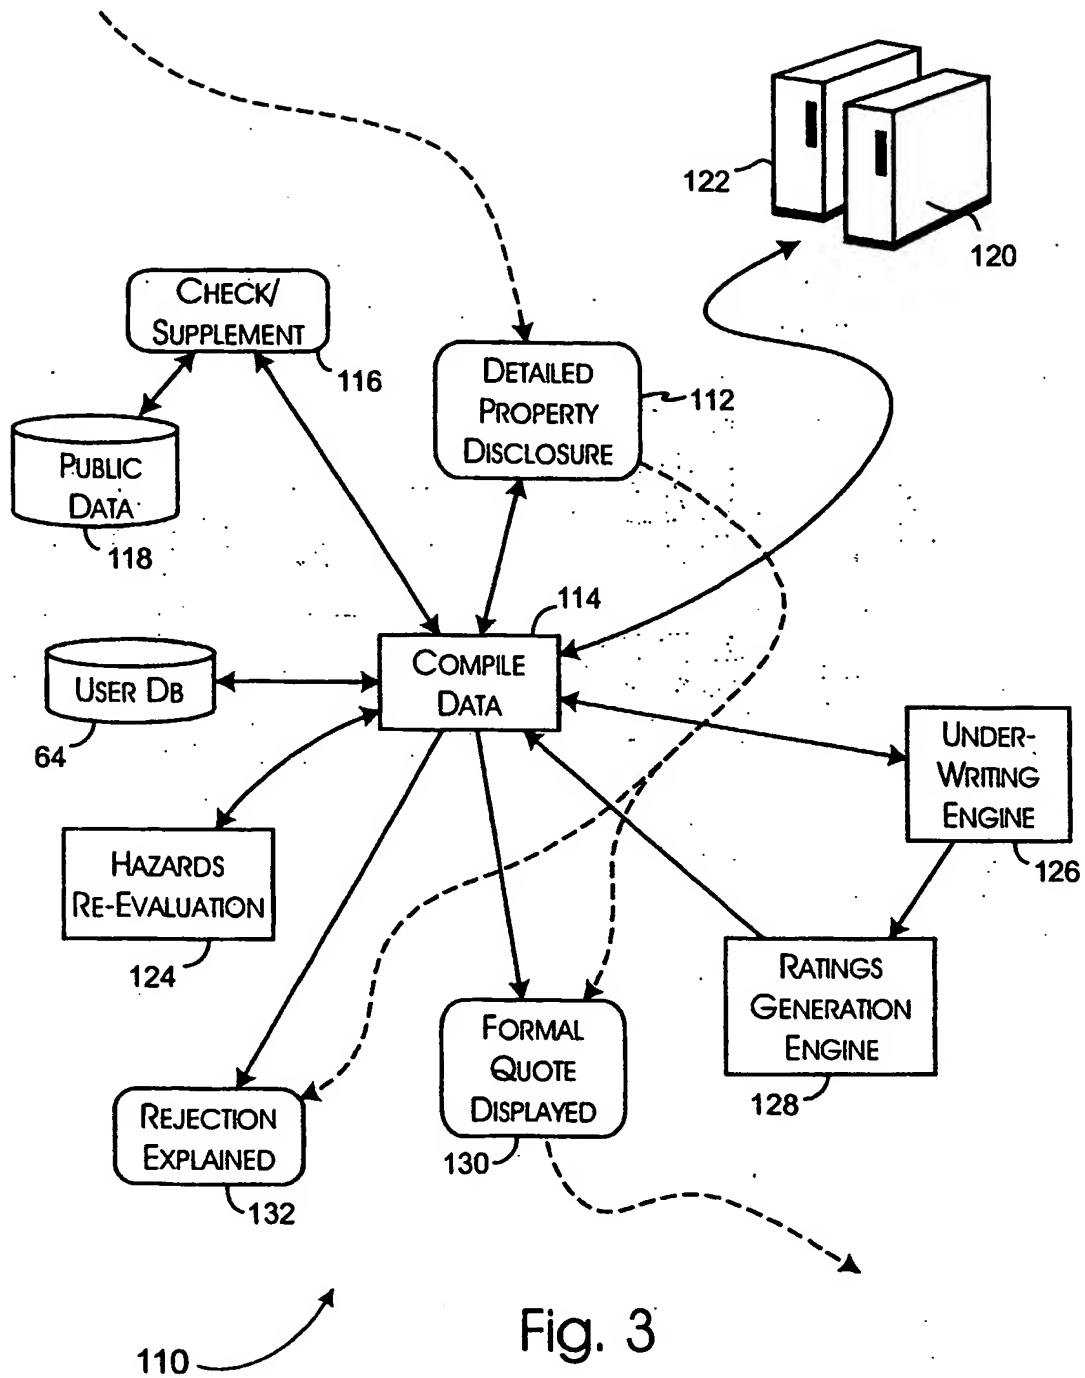 122
120
CHECK/
SUPPLEMENT
116
DETAILED
PROPERTY
DISCLOSURE
112
PUBLIC
DATA
118
114
COMPILE
DATA
USER DB
64
UNDER-
WRITING
ENGINE
126
HAZARDS
RE-EVALUATION
124
RATINGS
GENERATION
ENGINE
128
FORMAL
QUOTE
DISPLAYED
130
REJECTION
EXPLAINED
132
110
Fig. 3